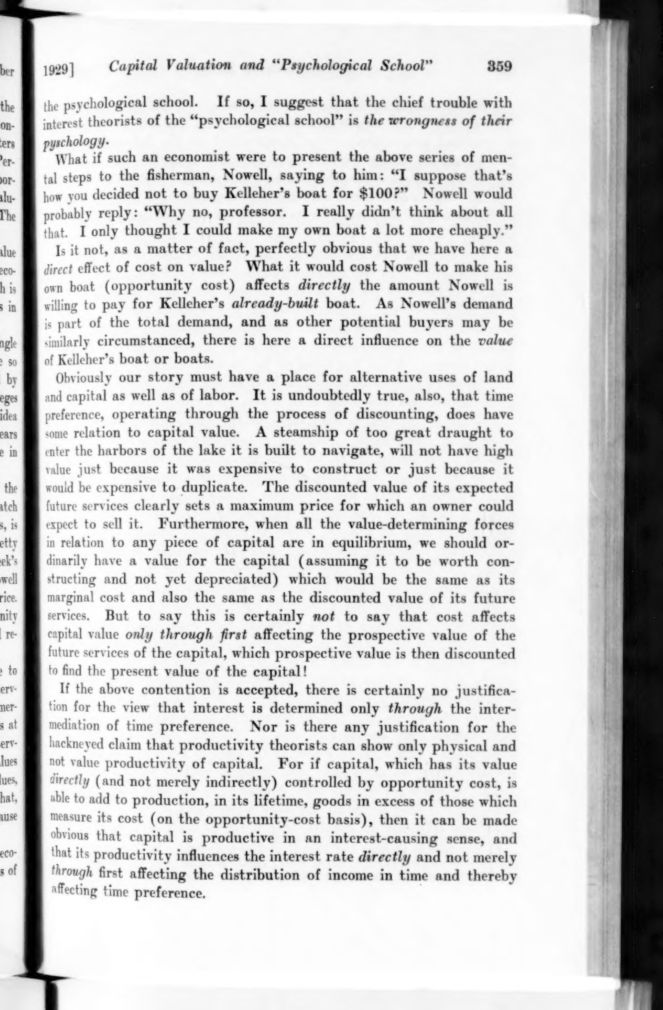 1929] Capital Valuation and “Psychological School” 359
the psychological school. If so, I suggest that the chief trouble with
interest theorists of the “psychological school” is the wrongness of their
pyschology.
What if such an economist were to present the above series of men-
tal steps to the fisherman, Nowell, saying to him: “I suppose that’s
how you decided not to buy Kelleher’s boat for $100?” Nowell would
probably reply: “Why no, professor. I really didn’t think about all
that. I only thought I could make my own boat a lot more cheaply.”
Is it not, as a matter of fact, perfectly obvious that we have here a
direct effect of cost on value? What it would cost Nowell to make his
own boat (opportunity cost) affects directly the amount Nowell is
willing to pay for Kelleher’s already-built boat. As Nowell’s demand
is part of the total demand, and as other potential buyers may be
similarly circumstanced, there is here a direct influence on the value
of Kelleher’s boat or boats.
Obviously our story must have a place for alternative uses of land
and capital as well as of labor. It is undoubtedly true, also, that time
preference, operating through the process of discounting, does have
some relation to capital value. A steamship of too great draught to
enter the harbors of the lake it is built to navigate, will not have high
value just because it was expensive to construct or just because it
would be expensive to duplicate. The discounted value of its expected
future services clearly sets a maximum price for which an owner could
expect to sell it. Furthermore, when all the value-determining forces
in relation to any piece of capital are in equilibrium, we should or-
dinarily have a value for the capital (assuming it to be worth con-
structing and not yet depreciated) which would be the same as its
marginal cost and also the same as the discounted value of its future
services. But to say this is certainly not to say that cost affects
capital value only through first affecting the prospective value of the
future services of the capital, which prospective value is then discounted
to find the present value of the capital!
If the above contention is accepted, there is certainly no justifica-
tion for the view that interest is determined only through the inter-
mediation of time preference. Nor is there any justification for the
hackneyed claim that productivity theorists can show only physical and
not value productivity of capital. For if capital, which has its value
directly (and not merely indirectly) controlled by opportunity cost, is
able to add to production, in its lifetime, goods in excess of those which
measure its cost (on the opportunity-cost basis), then it can be made
obvious that capital is productive in an interest-causing sense, and
that its productivity influences the interest rate directly and not merely
through first affecting the distribution of income in time and thereby
affecting time preference.